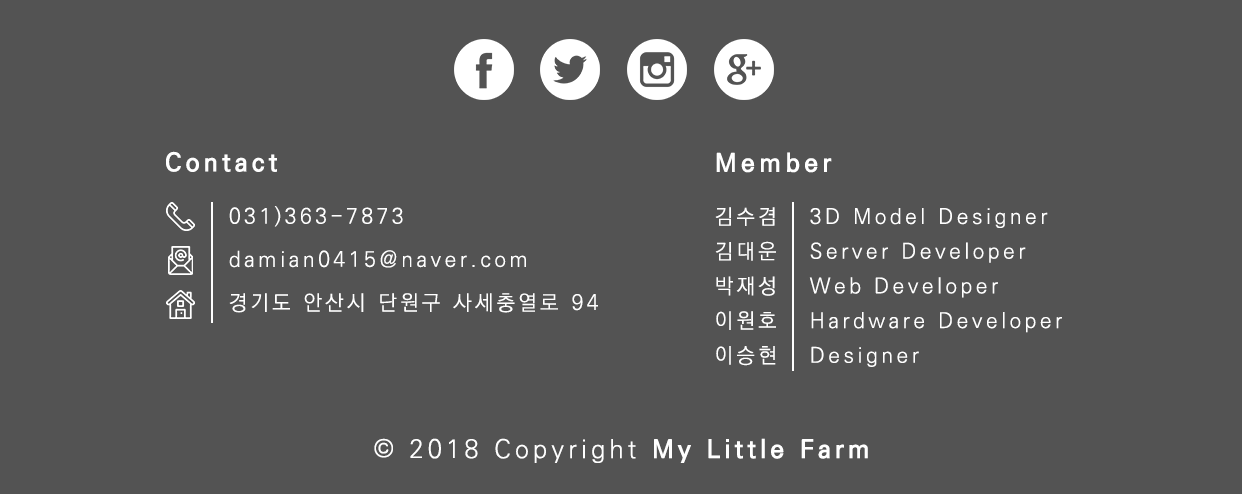 Contact
031)363-7873
damian0415@naver.com
경기도 안산시 단원구 사세충열로 94
Member
김수겸 3D Model Designer
김대운 Server Developer
박재성 Web Developer
이원호 Hardware Developer
이승현 Designer
© 2018 Copyright My Little Farm